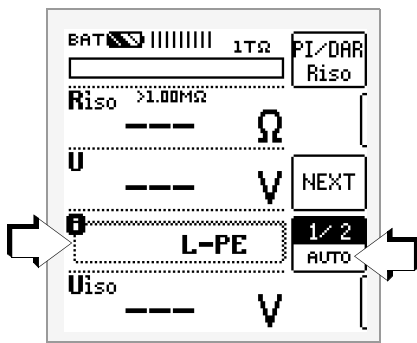 BAT 1TΩ PI/DAR
Riso
Riso >1.00MΩ
--- Ω
U
--- V NEXT
i 1/2
L-PE AUTO
Uiso
--- V